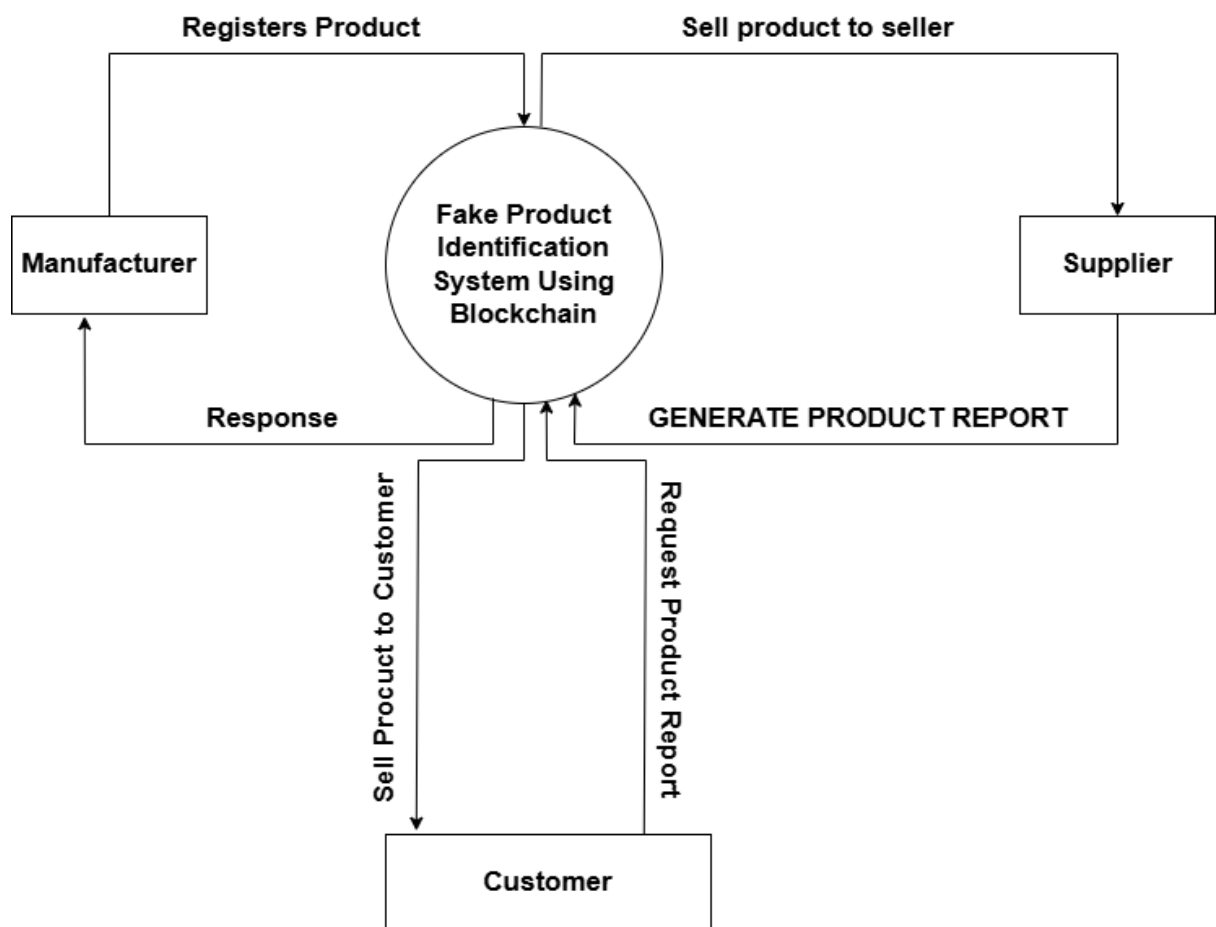 Registers Product
Sell product to seller
Fake Product
Identification
System Using
Blockchain
Manufacturer
Supplier
Response
GENERATE PRODUCT REPORT
Sell Procuct to Customer
Request Product Report
Customer